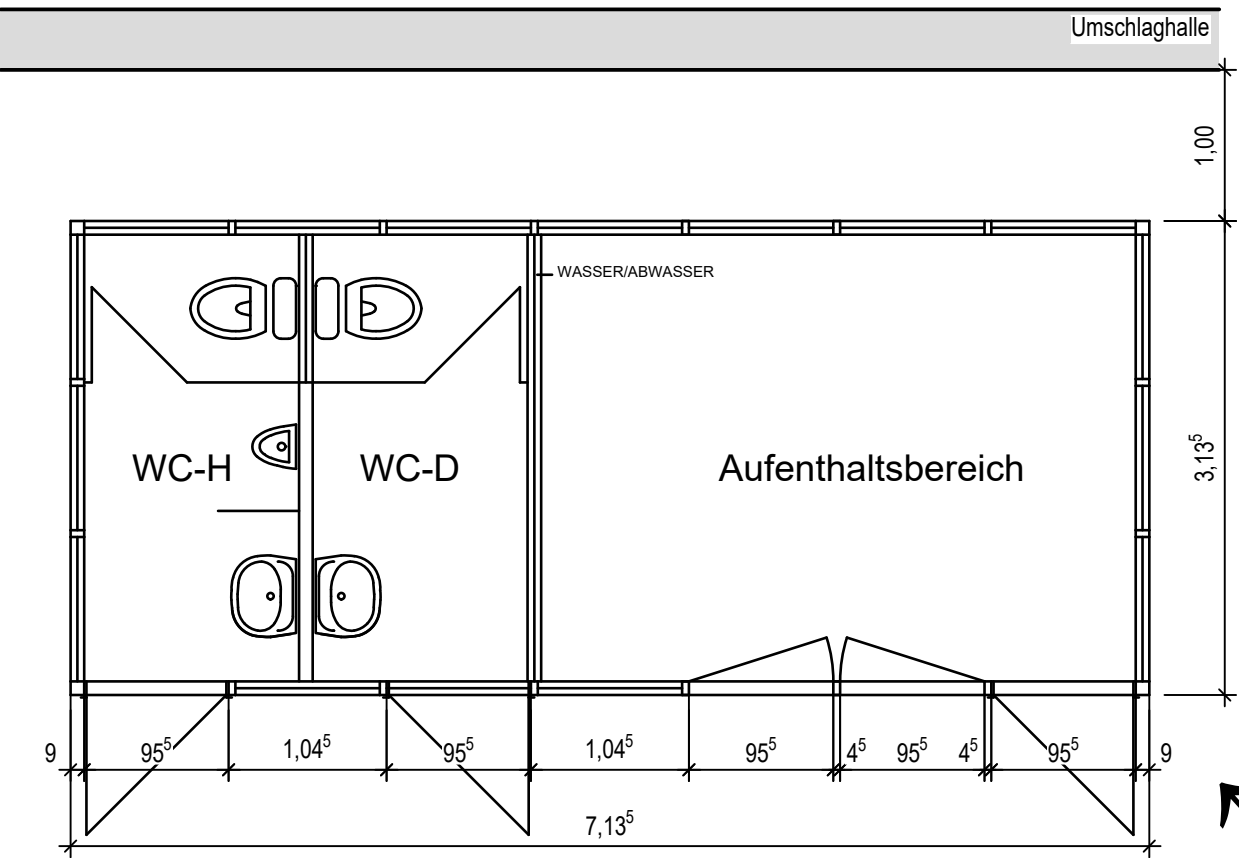 Umschlaghalle
1,00
WASSER/ABWASSER
WC-H
WC-D
Aufenthaltsbereich
3,13⁵
9
95⁵
1,04⁵
95⁵
1,04⁵
95⁵
4⁵
95⁵
4⁵
95⁵
9
7,13⁵